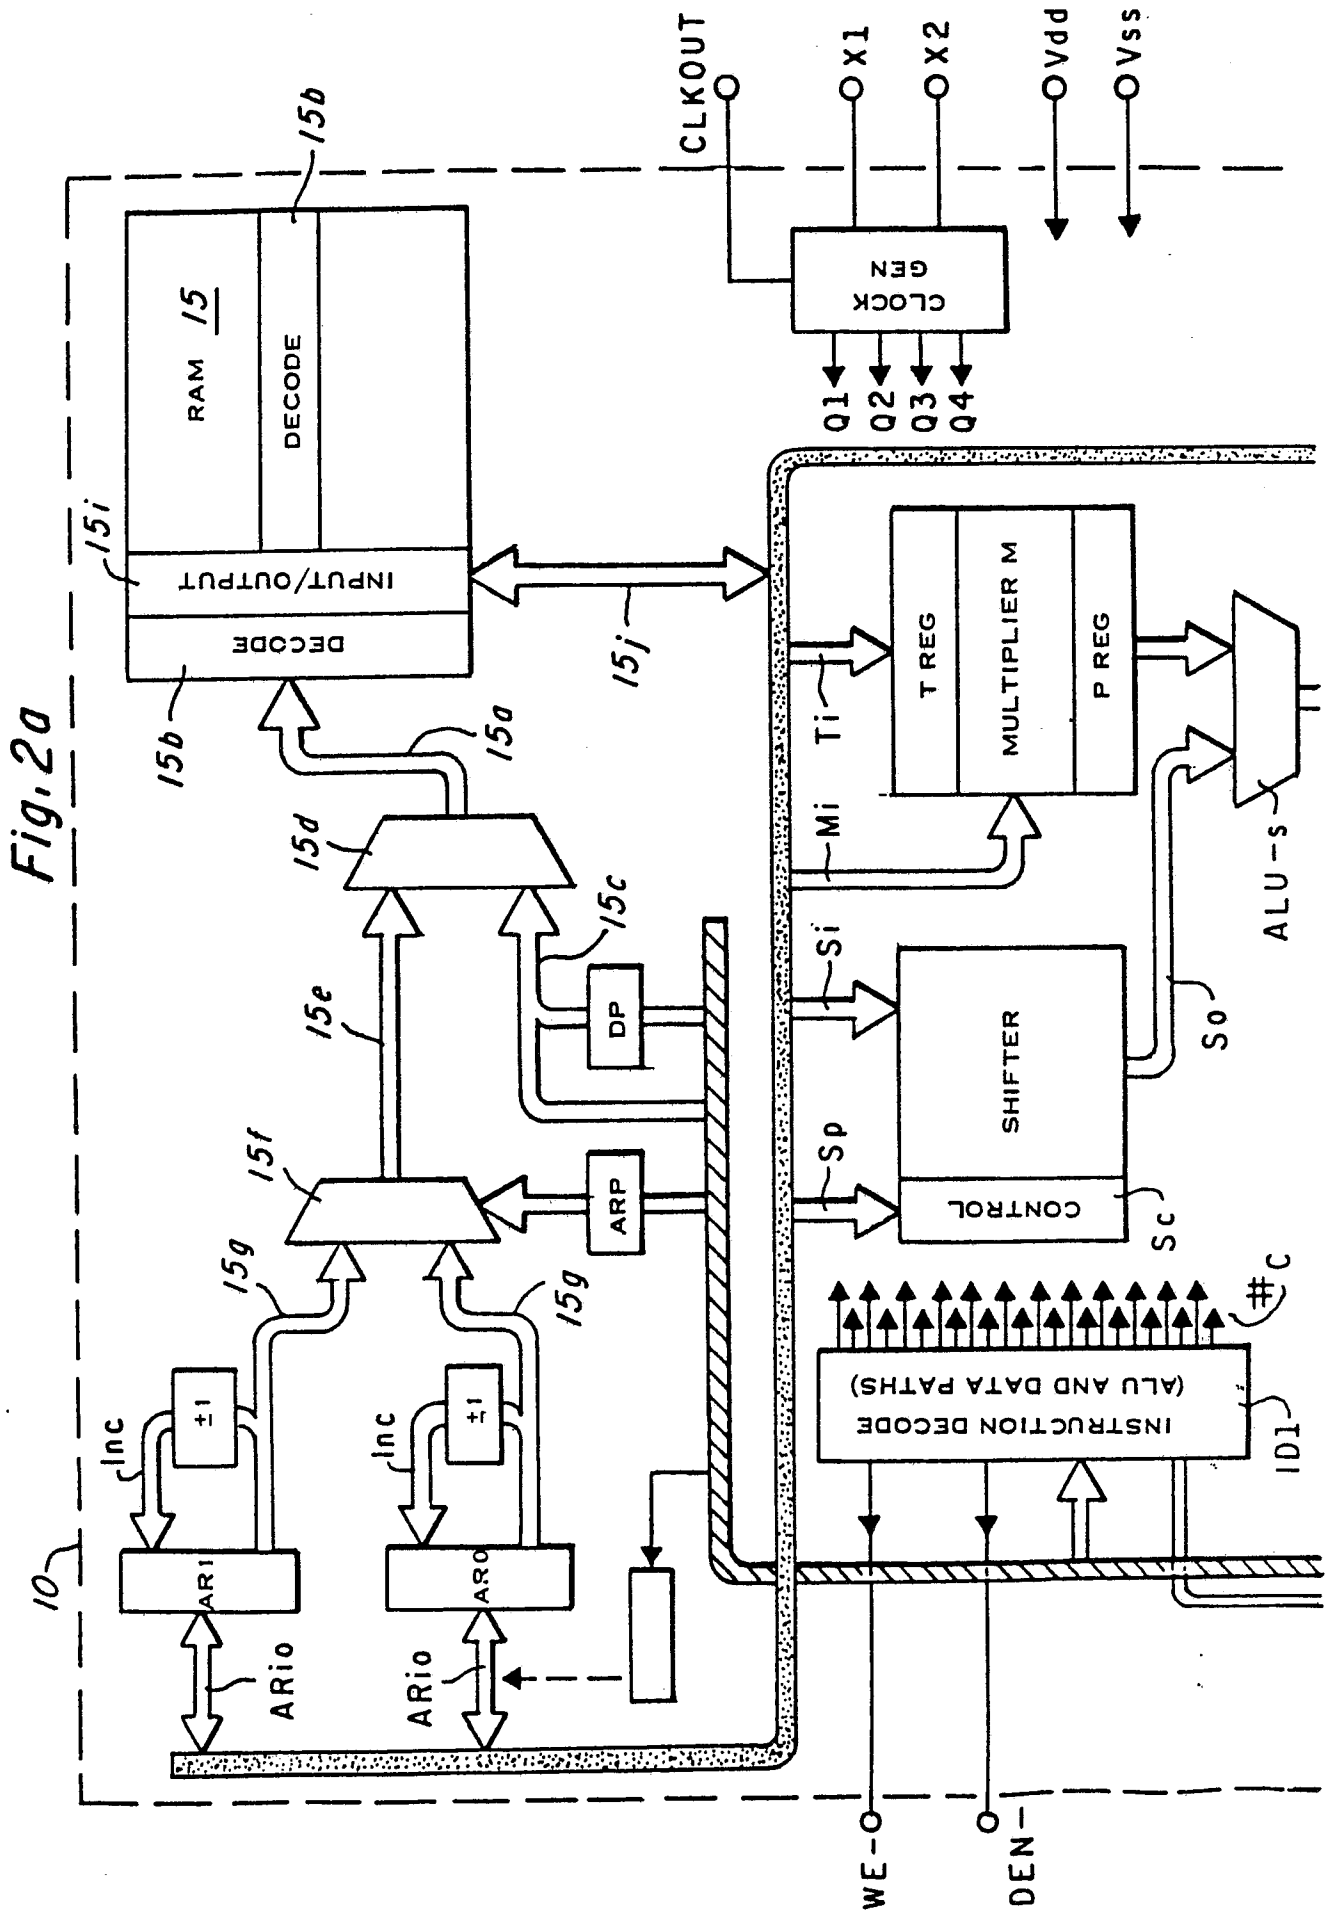 Fig. 2a
10
AR1
ARio
Inc
±1
15g
AR0
ARio
Inc
±1
15g
15f
ARP
15e
15d
15c
DP
15a
15b
DECODE
15i
INPUT/OUTPUT
RAM 15
DECODE
15b
15j
CLKOUT
X1
X2
Vdd
Vss
CLOCK
GEN
Q1
Q2
Q3
Q4
WE-
DEN-
INSTRUCTION DECODE
(ALU AND DATA PATHS)
ID1
#C
Sp
Si
CONTROL
SHIFTER
Sc
So
Mi
Ti
T REG
MULTIPLIER M
P REG
ALU-s